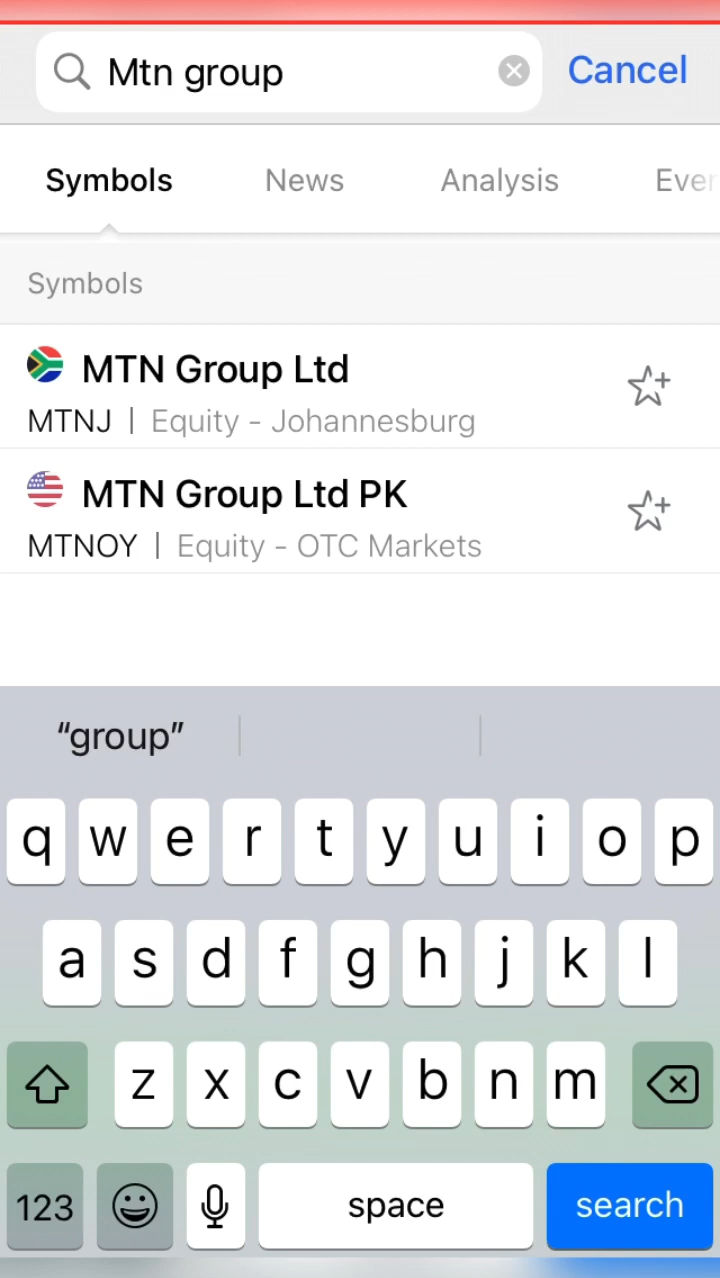 Mtn group Cancel
Symbols News Analysis
Symbols
MTN Group Ltd
MTNJ | Equity - Johannesburg
MTN Group Ltd PK
MTNOY | Equity - OTC Markets
“group”
q w e r t y u i o p
a s d f g h j k l
z x c v b n m
123 space search